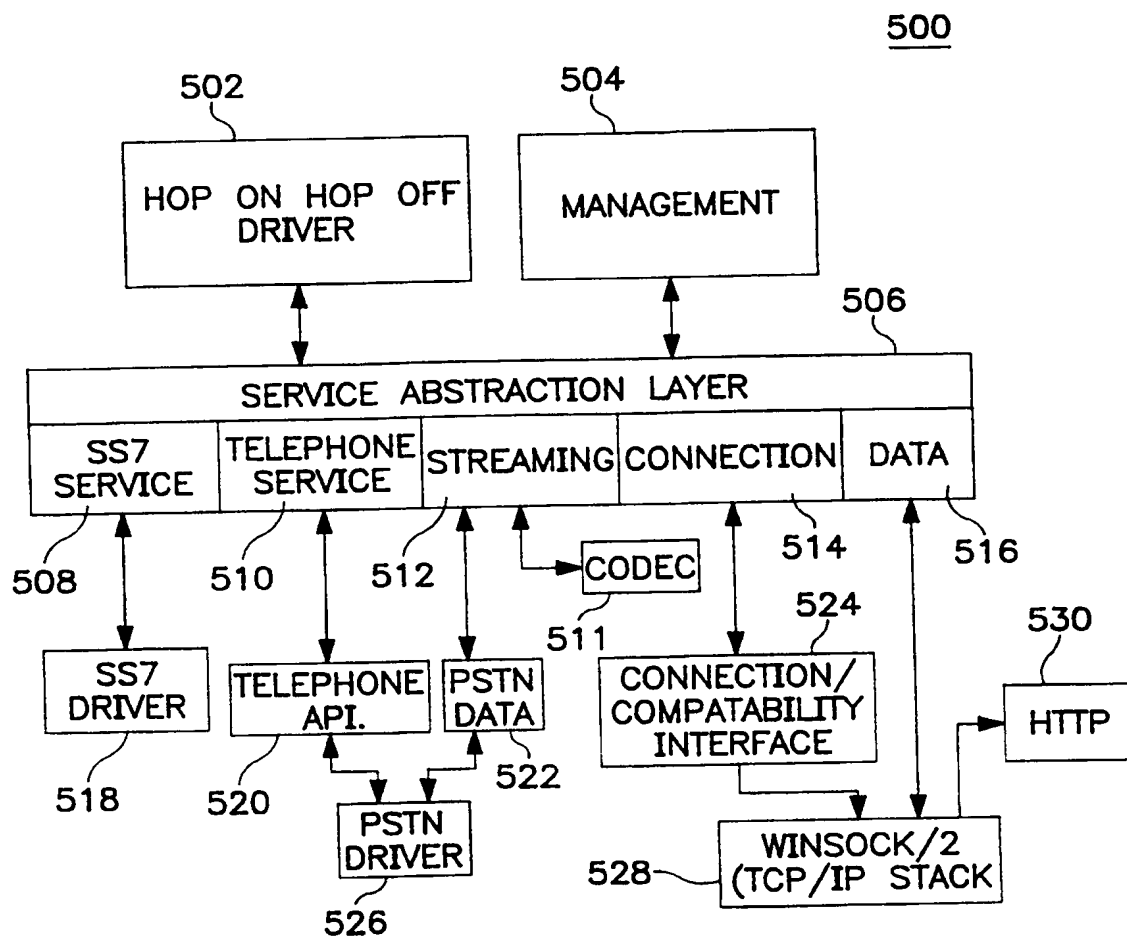 500
502
504
HOP ON HOP OFF
DRIVER
MANAGEMENT
506
SERVICE ABSTRACTION LAYER
SS7
SERVICE
TELEPHONE
SERVICE
STREAMING
CONNECTION
DATA
508
510
512
514
516
CODEC
511
524
530
SS7
DRIVER
TELEPHONE
API.
PSTN
DATA
CONNECTION/
COMPATABILITY
INTERFACE
HTTP
518
520
522
PSTN
DRIVER
526
WINSOCK/2
(TCP/IP STACK
528